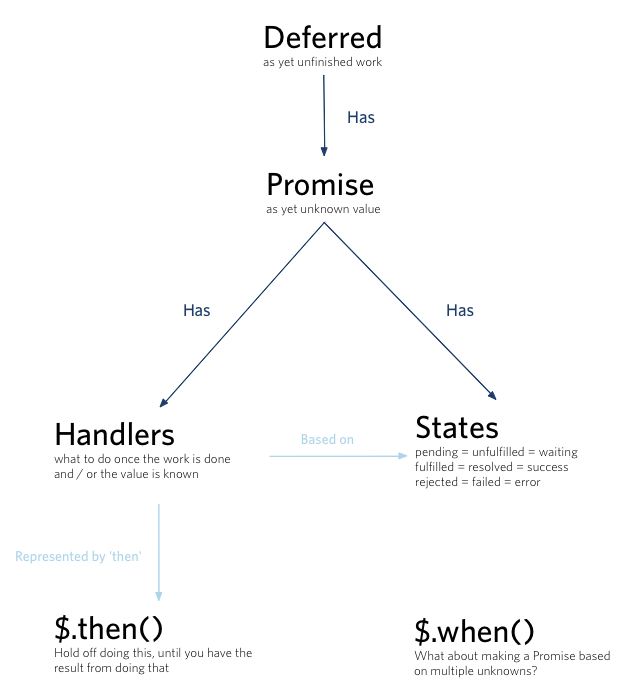 Deferred
as yet unfinished work
Has
Promise
as yet unknown value
Has
Has
Handlers
what to do once the work is done
and / or the value is known
Based on
States
pending = unfulfilled = waiting
fulfilled = resolved = success
rejected = failed = error
Represented by 'then'
$.then()
Hold off doing this, until you have the
result from doing that
$.when()
What about making a Promise based
on multiple unknowns?